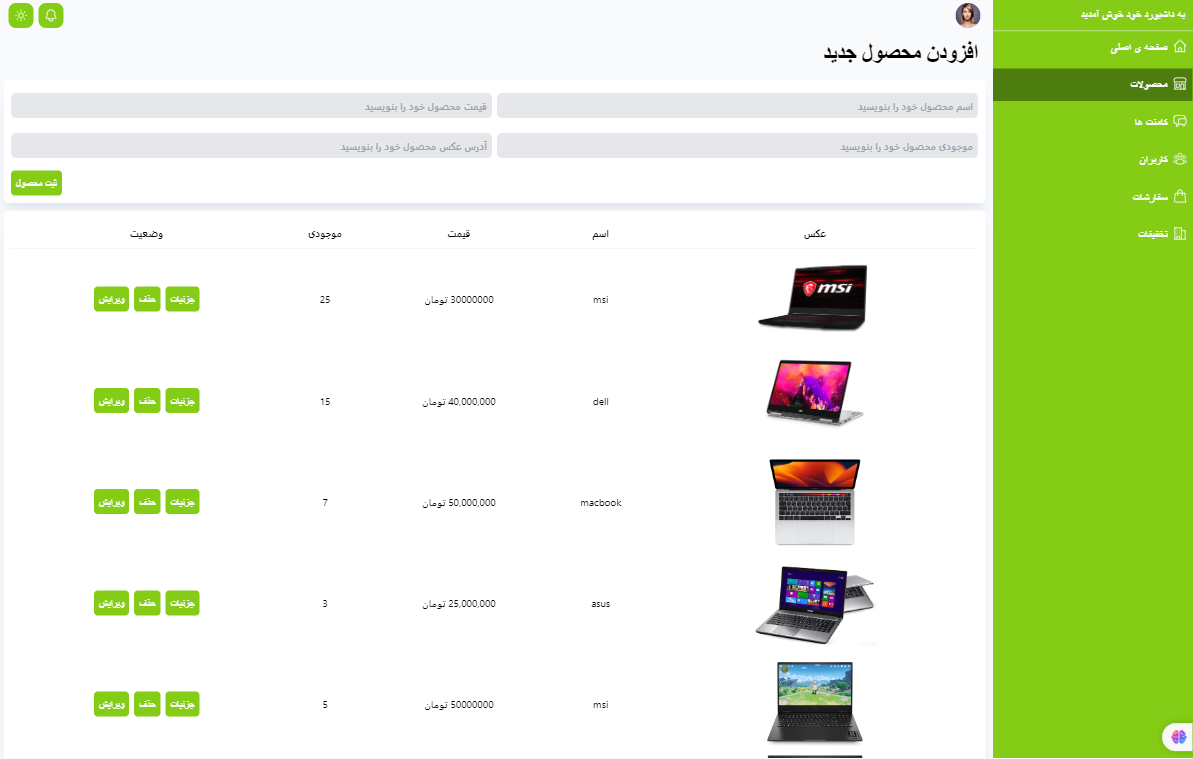 به داشبورد خود خوش آمدید
صفحه ی اصلی
محصولات
کامنت ها
کاربران
سفارشات
تخفیفات
افزودن محصول جدید
اسم محصول خود را بنویسید
قیمت محصول خود را بنویسید
موجودی محصول خود را بنویسید
آدرس عکس محصول خود را بنویسید
ثبت محصول
عکس اسم قیمت موجودی وضعیت
msi
msi 30000000 تومان 25 جزئیات حذف ویرایش
dell 40,000,000 تومان 15 جزئیات حذف ویرایش
macbook 50,000,000 تومان 7 جزئیات حذف ویرایش
asus 25,000,000 تومان 3 جزئیات حذف ویرایش
msi 50000000 تومان 5 جزئیات حذف ویرایش